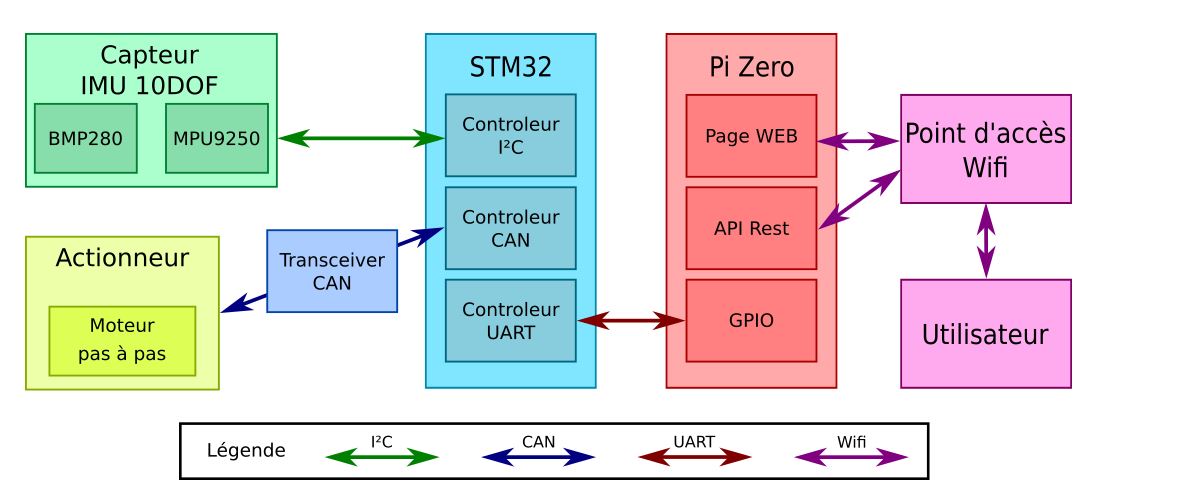 Capteur
IMU 10DOF
BMP280
MPU9250
Actionneur
Moteur
pas à pas
Transceiver
CAN
STM32
Controleur
I²C
Controleur
CAN
Controleur
UART
Pi Zero
Page WEB
API Rest
GPIO
Point d'accès
Wifi
Utilisateur
Légende
I²C
CAN
UART
Wifi